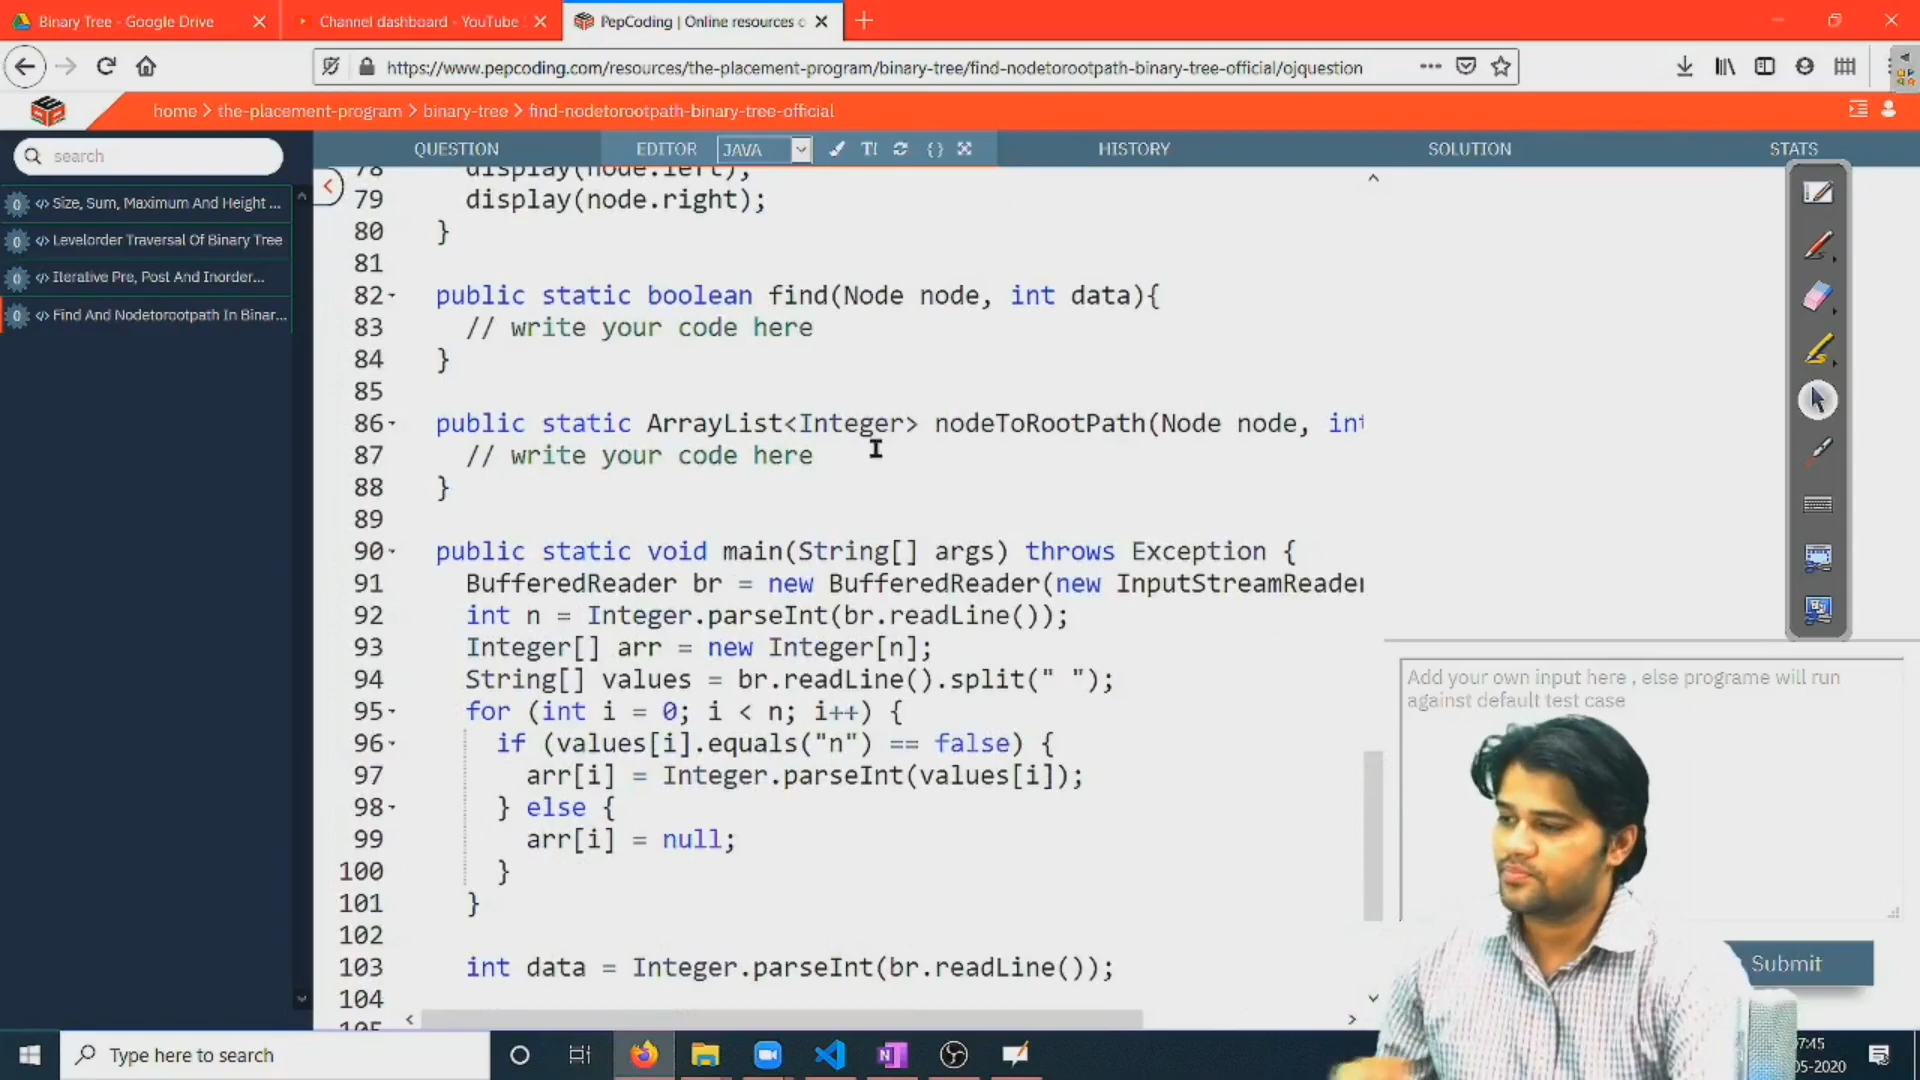 Binary Tree - Google Drive
Channel dashboard - YouTube
PepCoding | Online resources
https://www.pepcoding.com/resources/the-placement-program/binary-tree/find-nodetorootpath-binary-tree-official/ojquestion
home > the-placement-program > binary-tree > find-nodetorootpath-binary-tree-official
search
QUESTION
EDITOR
JAVA
HISTORY
SOLUTION
STATS
Size, Sum, Maximum And Height ...
Levelorder Traversal Of Binary Tree
Iterative Pre, Post And Inorder...
Find And Nodetorootpath In Binar...
78 display(node.left);
79 display(node.right);
80 }
81
82 public static boolean find(Node node, int data){
83 // write your code here
84 }
85
86 public static ArrayList<Integer> nodeToRootPath(Node node, int
87 // write your code here
88 }
89
90 public static void main(String[] args) throws Exception {
91 BufferedReader br = new BufferedReader(new InputStreamReader
92 int n = Integer.parseInt(br.readLine());
93 Integer[] arr = new Integer[n];
94 String[] values = br.readLine().split(" ");
95 for (int i = 0; i < n; i++) {
96 if (values[i].equals("n") == false) {
97 arr[i] = Integer.parseInt(values[i]);
98 } else {
99 arr[i] = null;
100 }
101 }
102
103 int data = Integer.parseInt(br.readLine());
104
105
Add your own input here , else programe will run
against default test case
Submit
Type here to search